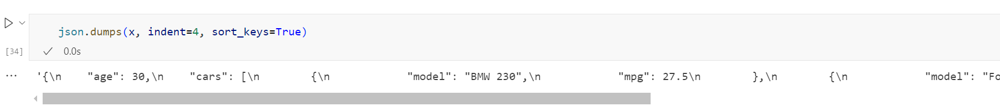 json.dumps(x, indent=4, sort_keys=True)
[34] 0.0s
'{\n    "age": 30,\n    "cars": [\n        {\n            "model": "BMW 230",\n            "mpg": 27.5\n        },\n        {\n            "model": "Fo